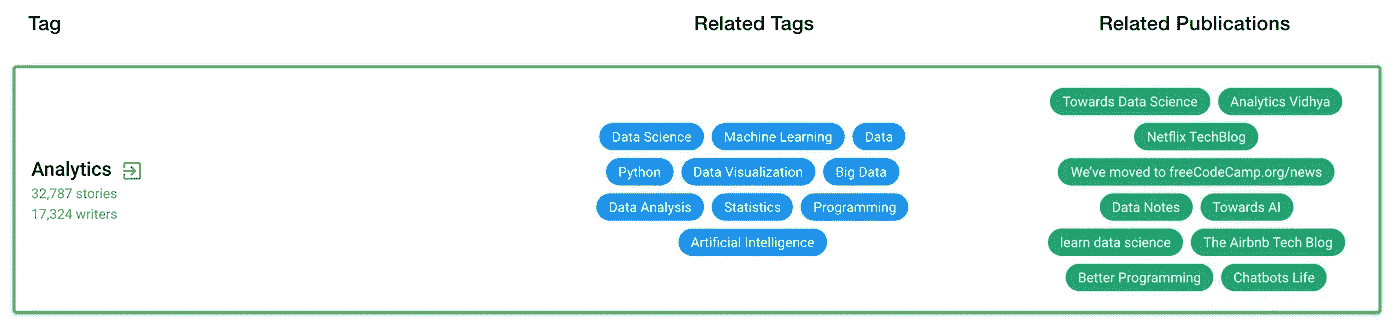 Tag Related Tags Related Publications
Analytics
32,787 stories
17,324 writers
Data Science Machine Learning Data
Python Data Visualization Big Data
Data Analysis Statistics Programming
Artificial Intelligence
Towards Data Science Analytics Vidhya
Netflix TechBlog
We've moved to freeCodeCamp.org/news
Data Notes Towards AI
learn data science The Airbnb Tech Blog
Better Programming Chatbots Life